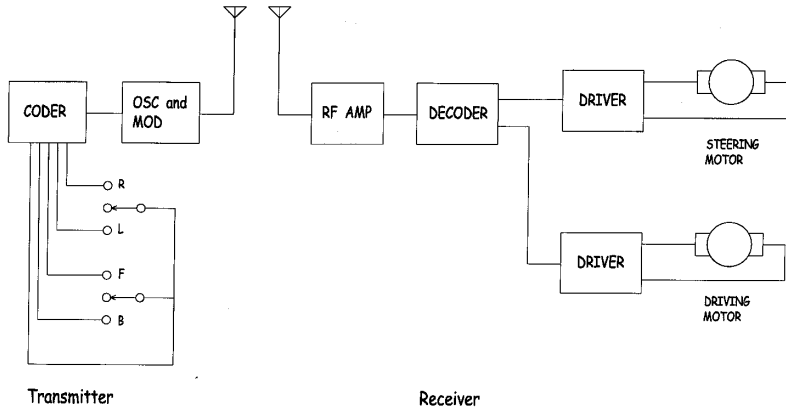 CODER
OSC and
MOD
RF AMP
DECODER
DRIVER
STEERING
MOTOR
R
L
F
B
DRIVER
DRIVING
MOTOR
Transmitter
Receiver